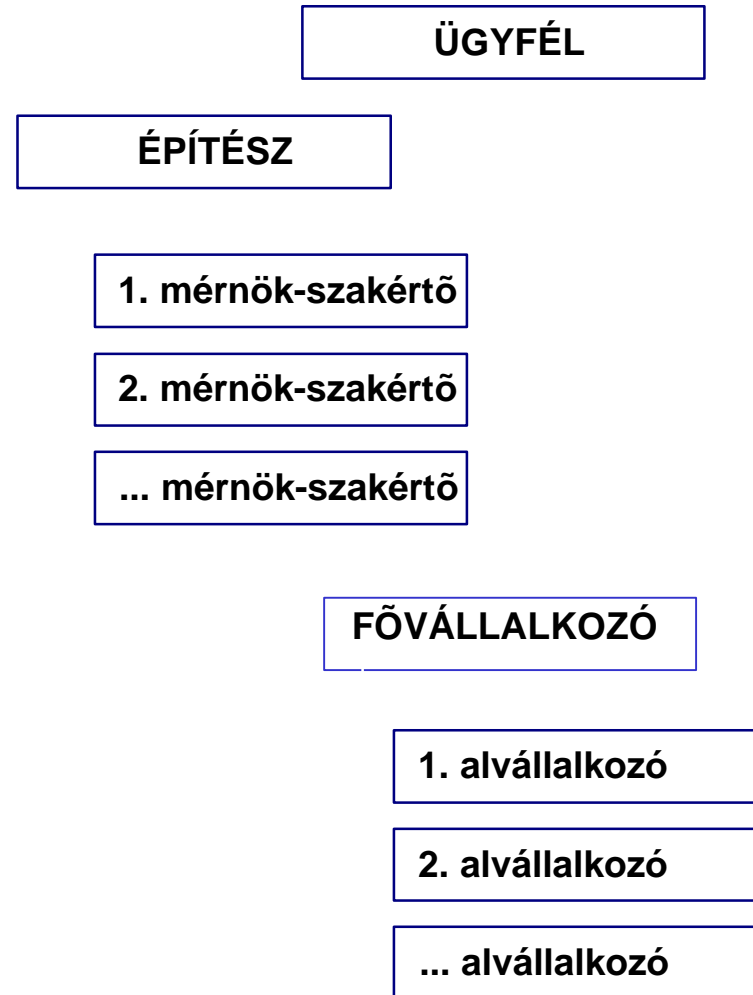 ÜGYFÉL
ÉPÍTÉSZ
1. mérnök-szakértõ
2. mérnök-szakértõ
... mérnök-szakértõ
FÕVÁLLALKOZÓ
1. alvállalkozó
2. alvállalkozó
... alvállalkozó